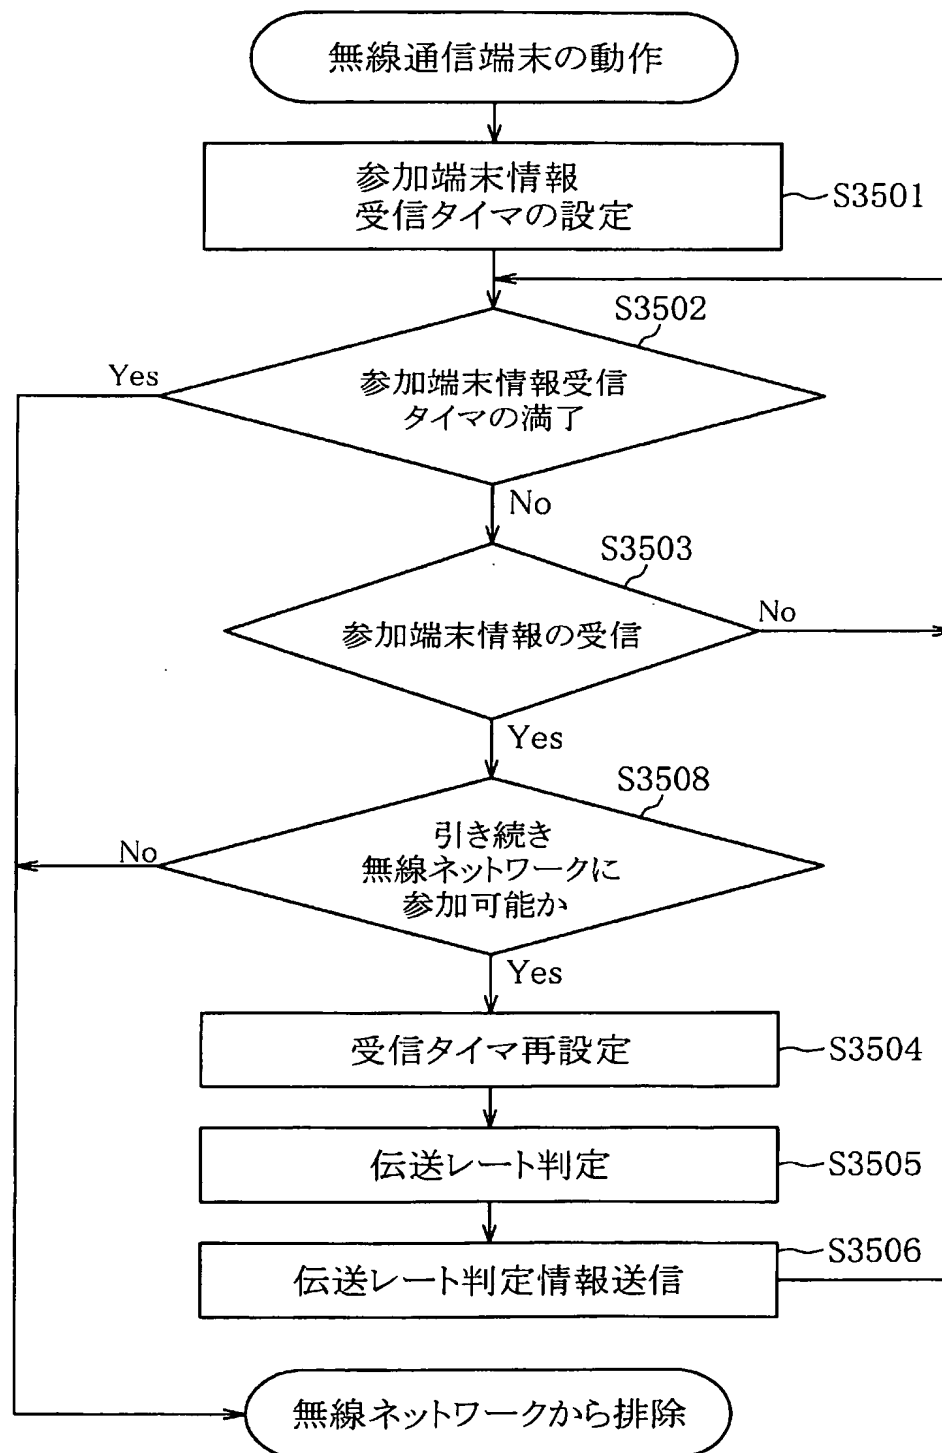 無線通信端末の動作
参加端末情報
受信タイマの設定
S3501
S3502
Yes
参加端末情報受信
タイマの満了
No
S3503
No
参加端末情報の受信
Yes
S3508
No
引き続き
無線ネットワークに
参加可能か
Yes
受信タイマ再設定
S3504
伝送レート判定
S3505
伝送レート判定情報送信
S3506
無線ネットワークから排除